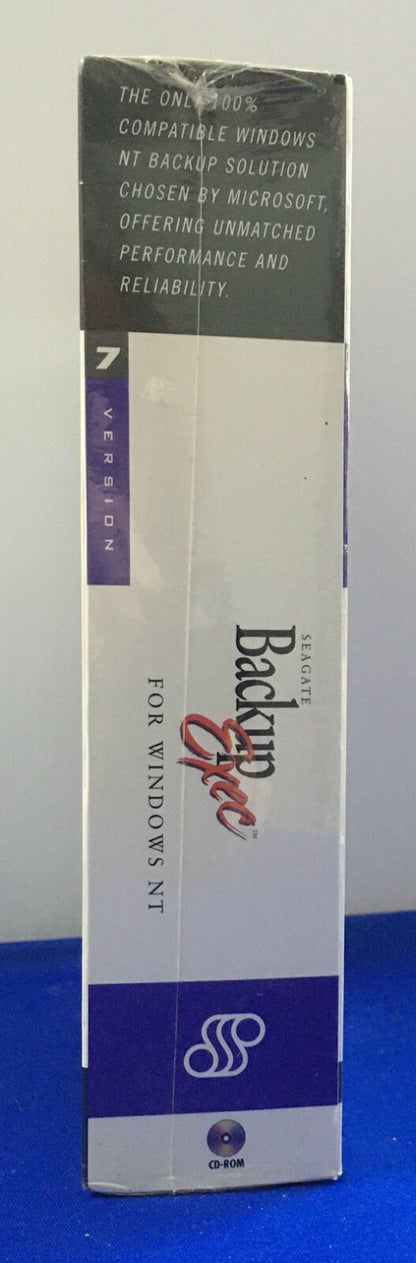 THE ONLY 100%
COMPATIBLE WINDOWS
NT BACKUP SOLUTION
CHOSEN BY MICROSOFT,
OFFERING UNMATCHED
PERFORMANCE AND
RELIABILITY.
7
VERSION
SEAGATE
Backup
Exec™
FOR WINDOWS NT
CD-ROM